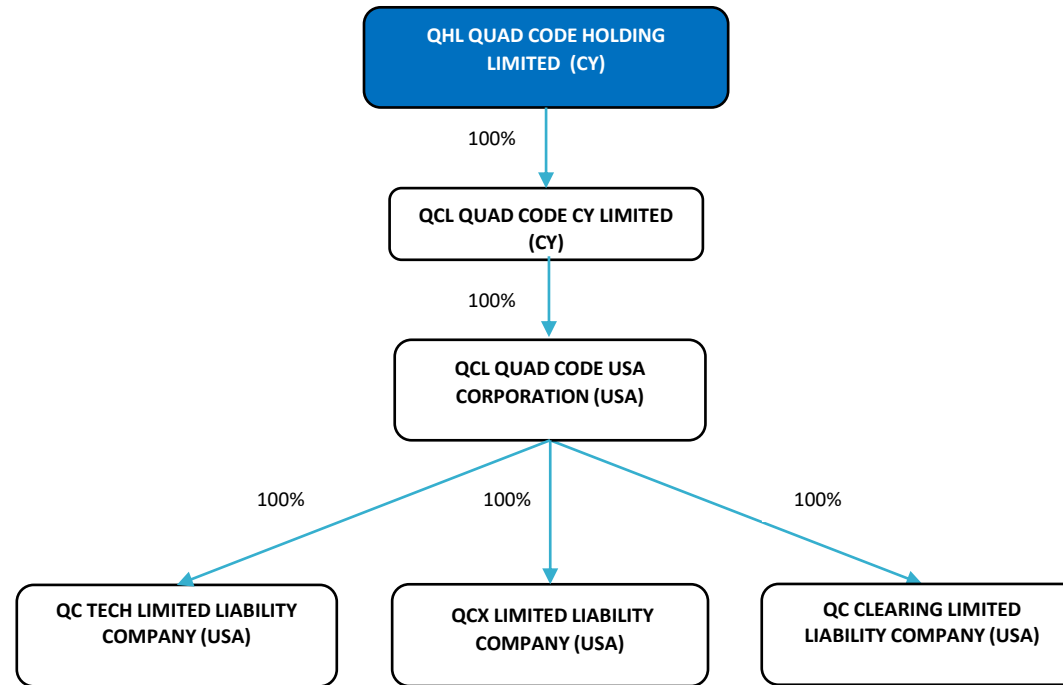 QHL QUAD CODE HOLDING
LIMITED (CY)
100%
QCL QUAD CODE CY LIMITED
(CY)
100%
QCL QUAD CODE USA
CORPORATION (USA)
100%
100%
100%
QC TECH LIMITED LIABILITY
COMPANY (USA)
QCX LIMITED LIABILITY
COMPANY (USA)
QC CLEARING LIMITED
LIABILITY COMPANY (USA)